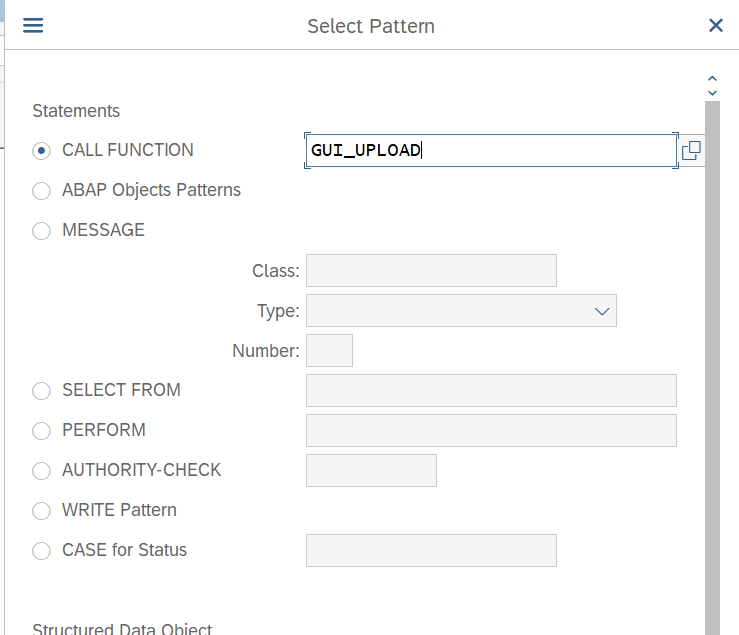 Select Pattern
Statements
CALL FUNCTION GUI_UPLOAD
ABAP Objects Patterns
MESSAGE
Class:
Type:
Number:
SELECT FROM
PERFORM
AUTHORITY-CHECK
WRITE Pattern
CASE for Status
Structured Data Object